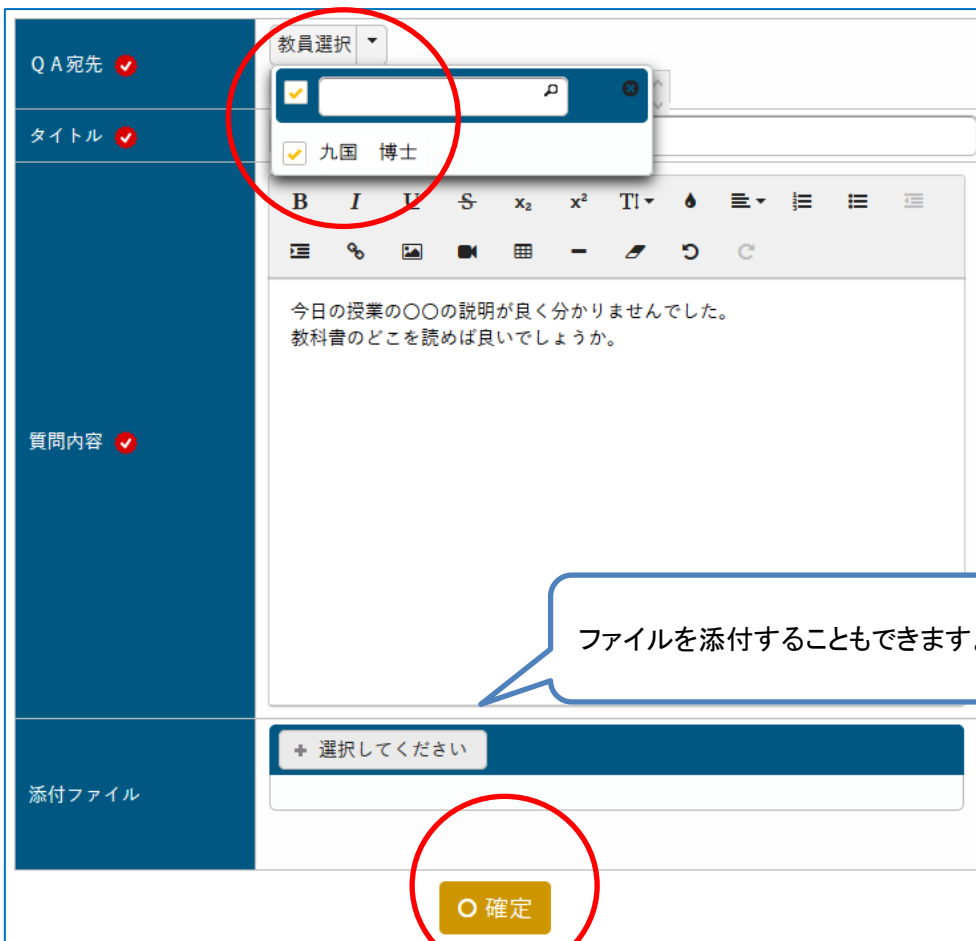 QA宛先
教員選択
九国 博士
タイトル
B I U S x₂ x² T
質問内容
今日の授業の〇〇の説明が良く分かりませんでした。
教科書のどこを読めば良いでしょうか。
ファイルを添付することもできます。
添付ファイル
+ 選択してください
確定